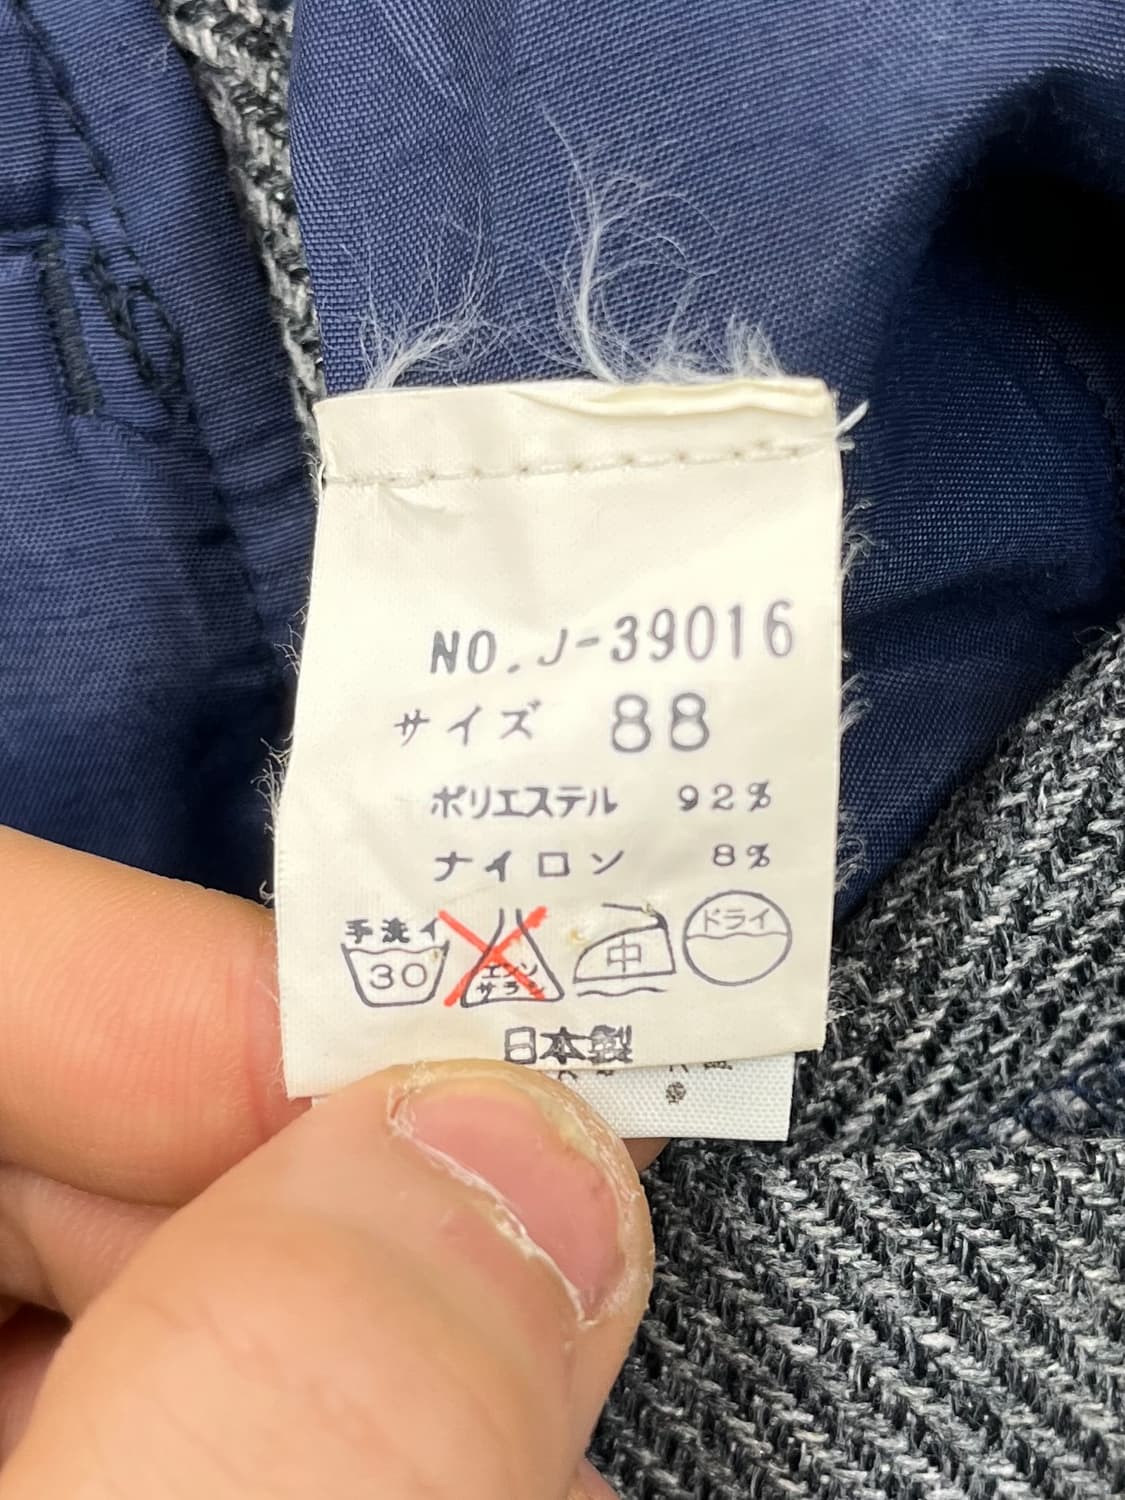 NO. J-39016
サイズ 88
ポリエステル 92%
ナイロン 8%
手洗イ 30 エンソ サラシ 中 ドライ
日本製